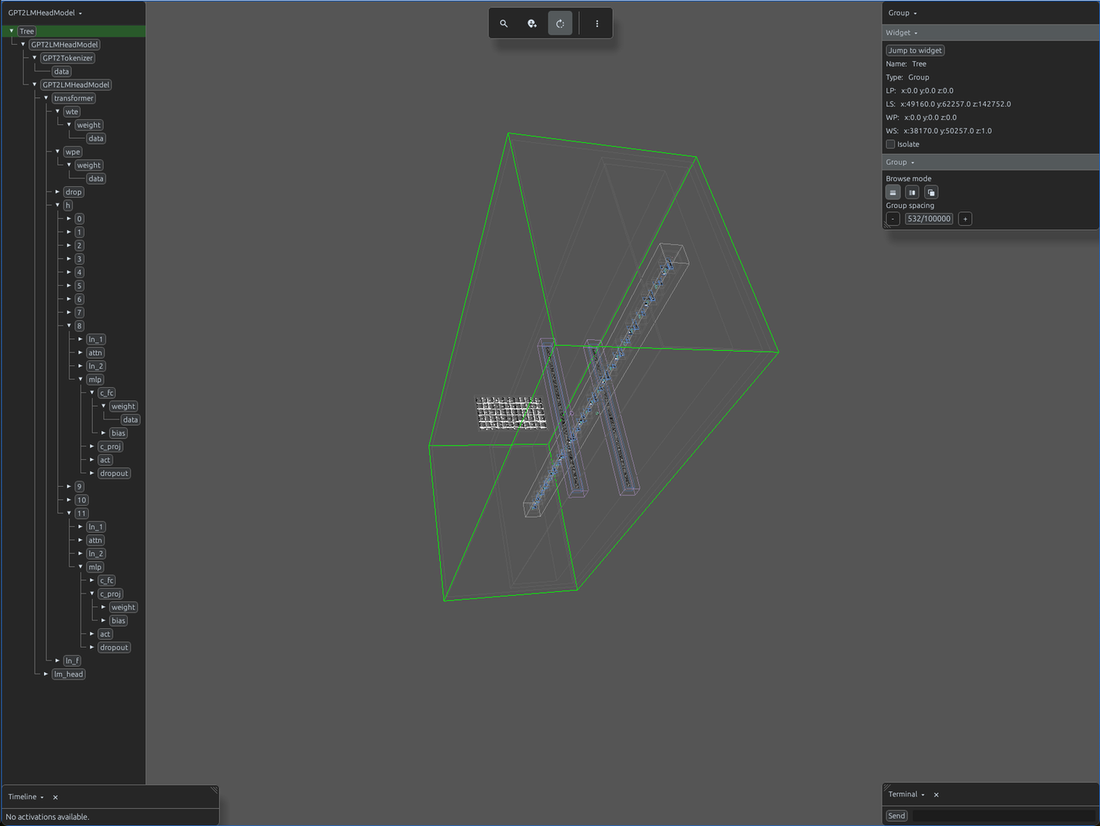 GPT2LMHeadModel
Tree
GPT2LMHeadModel
GPT2Tokenizer
data
GPT2LMHeadModel
transformer
wte
weight
data
wpe
weight
data
drop
h
0
1
2
3
4
5
6
7
8
ln_1
attn
ln_2
mlp
c_fc
weight
data
bias
c_proj
act
dropout
9
10
11
ln_1
attn
ln_2
mlp
c_fc
c_proj
weight
bias
act
dropout
ln_f
lm_head
Timeline
No activations available.
Group
Widget
Jump to widget
Name: Tree
Type: Group
LP: x:0.0 y:0.0 z:0.0
LS: x:49160.0 y:62257.0 z:142752.0
WP: x:0.0 y:0.0 z:0.0
WS: x:38170.0 y:50257.0 z:1.0
Isolate
Group
Browse mode
Group spacing
- 532/100000 +
Terminal
Send